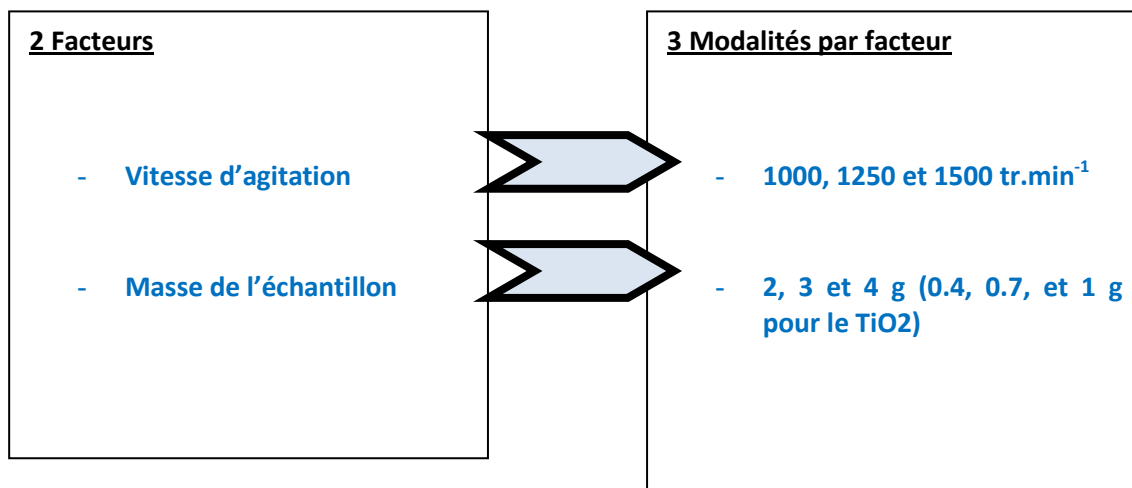 2 Facteurs
- Vitesse d’agitation
- Masse de l’échantillon
3 Modalités par facteur
- 1000, 1250 et 1500 tr.min⁻¹
- 2, 3 et 4 g (0.4, 0.7, et 1 g
pour le TiO2)